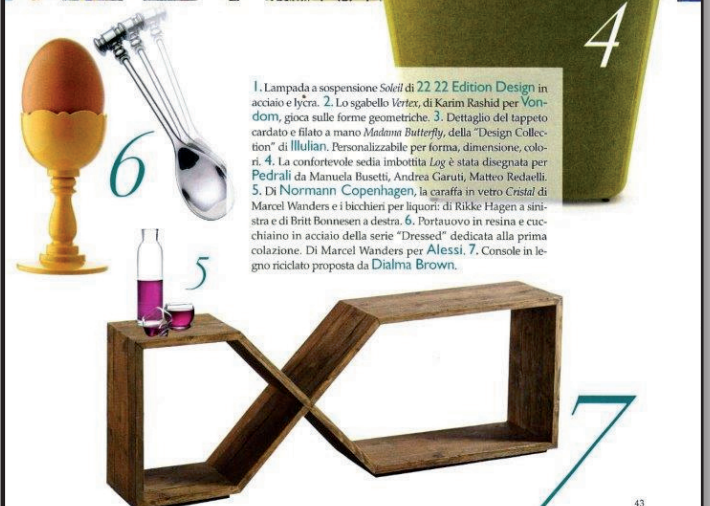 4
1. Lampada a sospensione Soleil di 22 22 Edition Design in
acciaio e lycra. 2. Lo sgabello Vertex, di Karim Rashid per Von-
dom, gioca sulle forme geometriche. 3. Dettaglio del tappeto
cardato e filato a mano Madama Butterfly, della “Design Collec-
tion” di Illulian. Personalizzabile per forma, dimensione, colo-
ri. 4. La confortevole sedia imbottita Log è stata disegnata per
Pedrali da Manuela Busetti, Andrea Garuti, Matteo Redaelli.
5. Di Normann Copenhagen, la caraffa in vetro Cristal di
Marcel Wanders e i bicchieri per liquori: di Rikke Hagen a sini-
stra e di Britt Bonnesen a destra. 6. Portauovo in resina e cuc-
chiaino in acciaio della serie “Dressed” dedicata alla prima
colazione. Di Marcel Wanders per Alessi. 7. Console in le-
gno riciclato proposta da Dialma Brown.
6
5
7
43